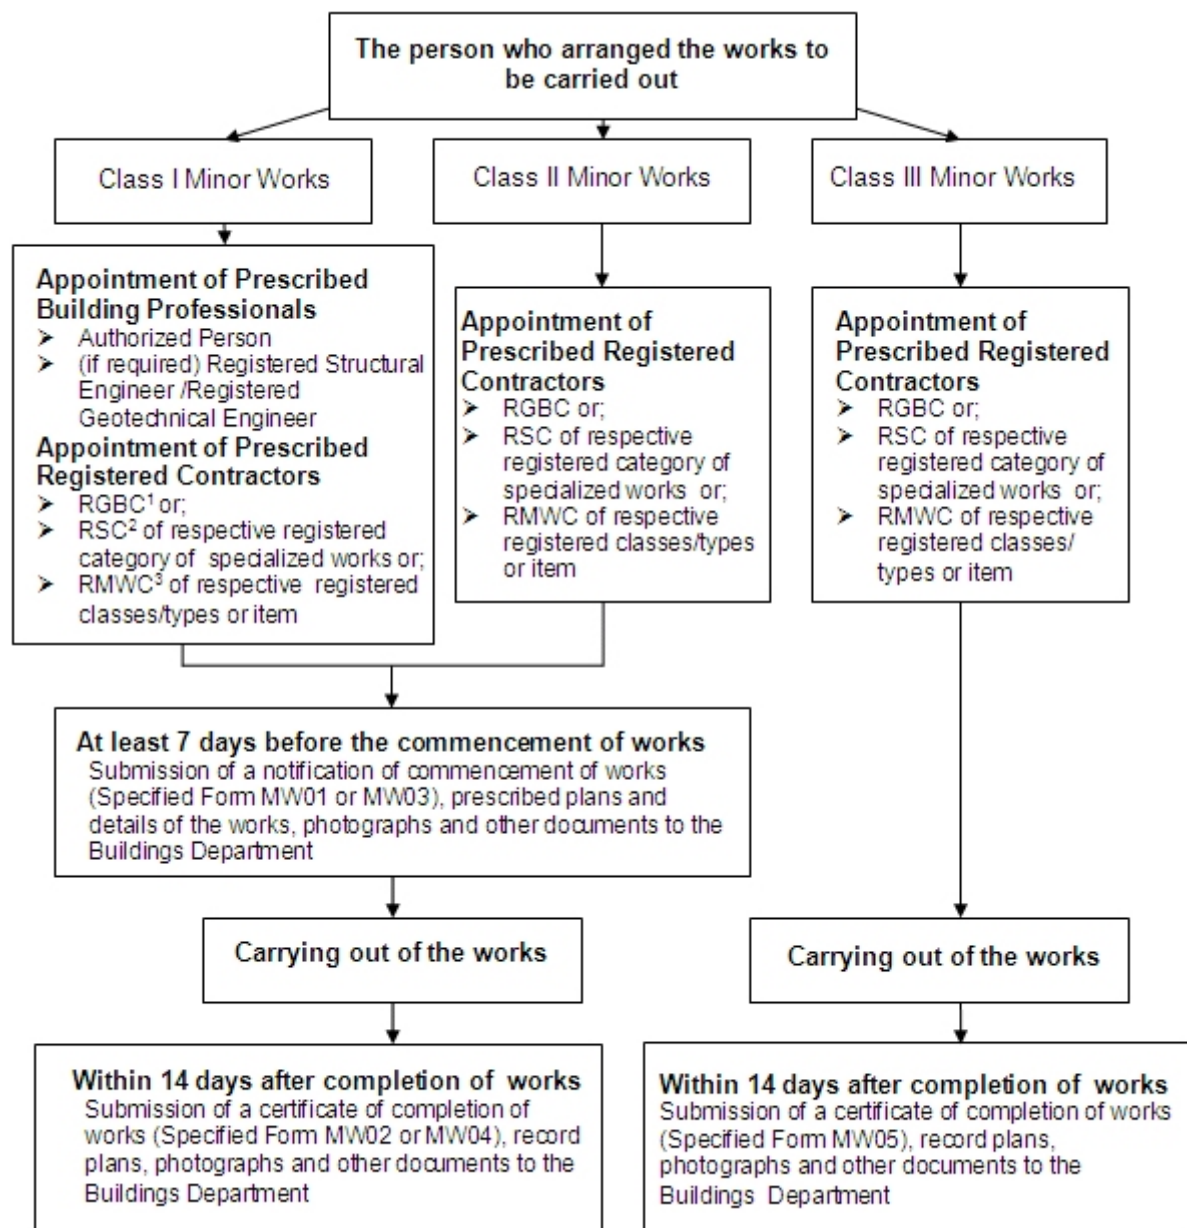 The person who arranged the works to
be carried out
Class I Minor Works
Class II Minor Works
Class III Minor Works
Appointment of Prescribed
Building Professionals
➢ Authorized Person
➢ (if required) Registered Structural
Engineer /Registered
Geotechnical Engineer
Appointment of Prescribed
Registered Contractors
➢ RGBC¹ or;
➢ RSC² of respective registered
category of specialized works or;
➢ RMWC³ of respective registered
classes/types or item
Appointment of
Prescribed Registered
Contractors
➢ RGBC or;
➢ RSC of respective
registered category of
specialized works or;
➢ RMWC of respective
registered classes/types
or item
Appointment of
Prescribed Registered
Contractors
➢ RGBC or;
➢ RSC of respective
registered category of
specialized works or;
➢ RMWC of respective
registered classes/
types or item
At least 7 days before the commencement of works
Submission of a notification of commencement of works
(Specified Form MW01 or MW03), prescribed plans and
details of the works, photographs and other documents to the
Buildings Department
Carrying out of the works
Carrying out of the works
Within 14 days after completion of works
Submission of a certificate of completion of
works (Specified Form MW02 or MW04), record
plans, photographs and other documents to the
Buildings Department
Within 14 days after completion of works
Submission of a certificate of completion of works
(Specified Form MW05), record plans,
photographs and other documents to the
Buildings Department